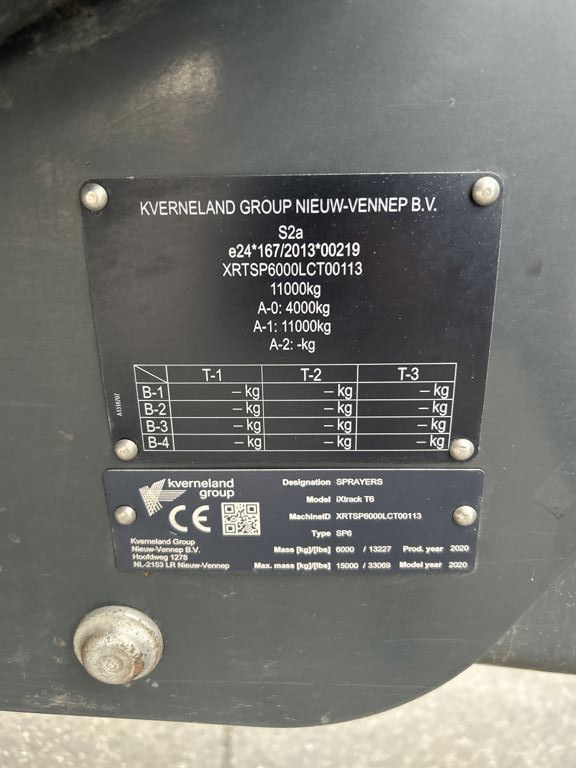 KVERNELAND GROUP NIEUW-VENNEP B.V.
S2a
e24*167/2013*00219
XRTSP6000LCT00113
11000kg
A-0: 4000kg
A-1: 11000kg
A-2: -kg
T-1 T-2 T-3
B-1 – kg – kg – kg
B-2 – kg – kg – kg
B-3 – kg – kg – kg
B-4 – kg – kg – kg
kverneland
group
CE
Kverneland Group
Nieuw-Vennep B.V.
Hoofdweg 1278
NL-2153 LR Nieuw-Vennep
Designation SPRAYERS
Model iXtrack T6
MachineID XRTSP6000LCT00113
Type SP6
Mass [kg]/[lbs] 6000 / 13227 Prod. year 2020
Max. mass [kg]/[lbs] 15000 / 33069 Model year 2020